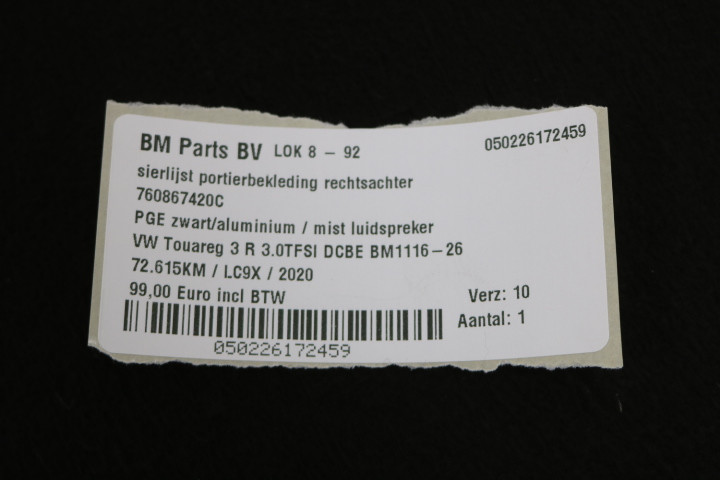 BM Parts BV LOK 8 - 92 050226172459
sierlijst portierbekleding rechtsachter
760867420C
PGE zwart/aluminium / mist luidspreker
VW Touareg 3 R 3.0TFSI DCBE BM1116-26
72.615KM / LC9X / 2020
99,00 Euro incl BTW Verz: 10
Aantal: 1
050226172459